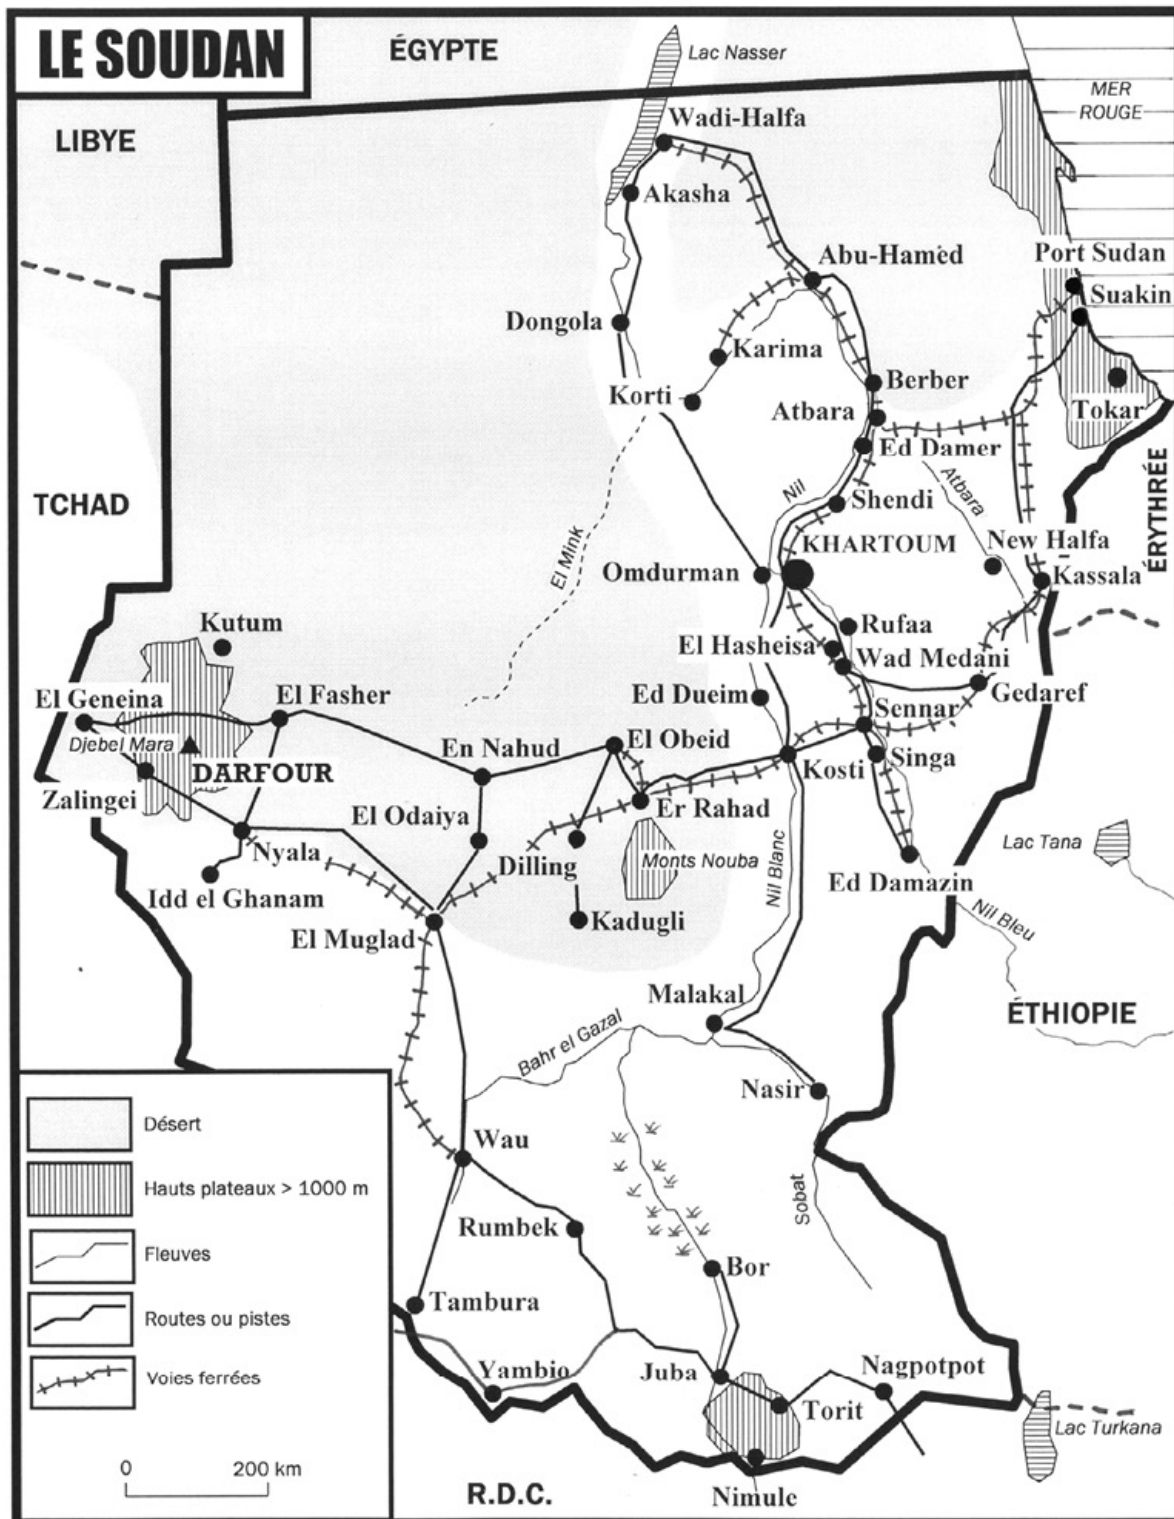 LE SOUDAN
ÉGYPTE
Lac Nasser
MER
ROUGE
LIBYE
Wadi-Halfa
Akasha
Abu-Hamed
Port Sudan
Suakin
Dongola
Karima
Berber
Korti
Atbara
Tokar
Ed Damer
TCHAD
Nil
Shendi
Atbara
ÉRYTHRÉE
El Mink
KHARTOUM
New Halfa
Omdurman
Kassala
Kutum
Rufaa
El Hasheisa
Wad Medani
El Geneina
El Fasher
Ed Dueim
Gedaref
Sennar
Djebel Mara
En Nahud
El Obeid
DARFOUR
Kosti
Singa
Zalingei
Er Rahad
El Odaiya
Nyala
Dilling
Monts Nouba
Lac Tana
Idd el Ghanam
Ed Damazin
Nil Blanc
Kadugli
Nil Bleu
El Muglad
Malakal
ÉTHIOPIE
Bahr el Gazal
Nasir
Wau
Sobat
Rumbek
Bor
Tambura
Yambio
Juba
Nagpotpot
Torit
Lac Turkana
R.D.C.
Nimule
Désert
Hauts plateaux > 1000 m
Fleuves
Routes ou pistes
Voies ferrées
0 200 km